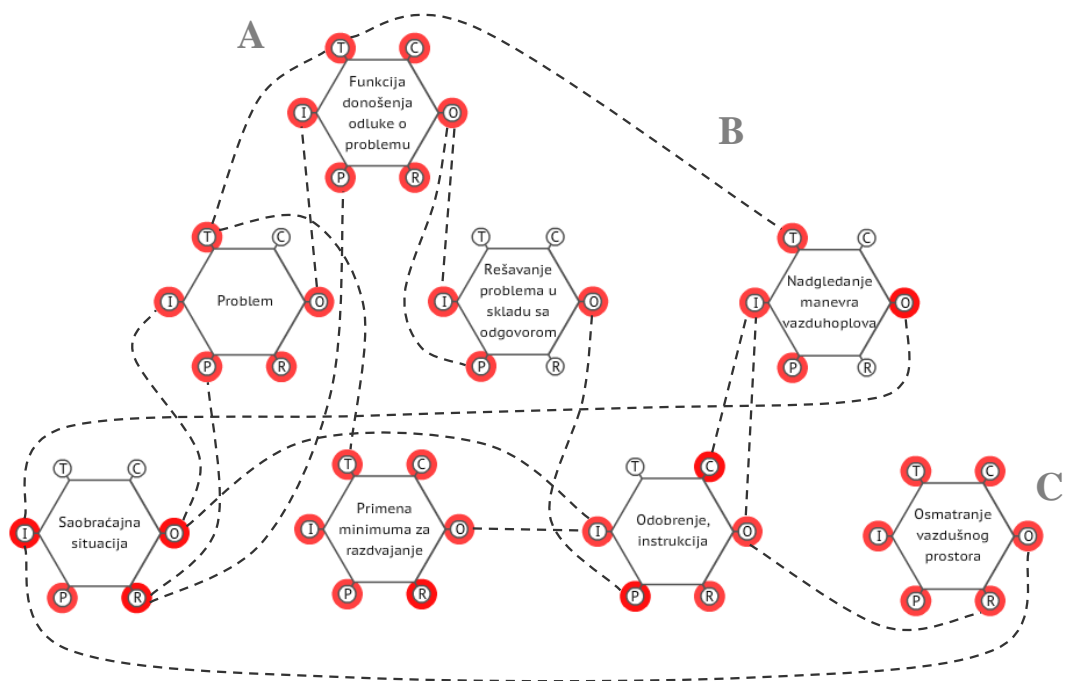 A
T
C
Funkcija
donošenja
odluke o
problemu
I
O
P
R
B
T
C
Problem
I
O
P
R
T
C
Rešavanje
problema u
skladu sa
odgovorom
I
O
P
R
T
C
Nadgledanje
manevra
vazduhoplova
I
O
P
R
T
C
Saobraćajna
situacija
I
O
P
R
T
C
Primena
minimuma za
razdvajanje
I
O
P
R
T
C
Odobrenje,
instrukcija
I
O
P
R
T
C
Osmatranje
vazdušnog
prostora
I
O
P
R
C